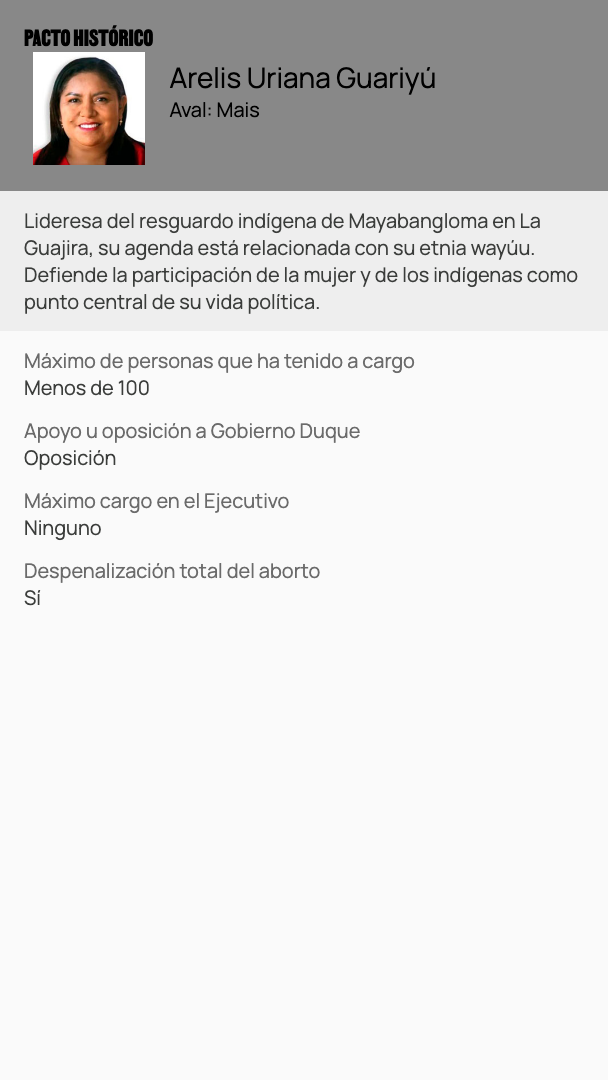 PACTO HISTÓRICO
Arelis Uriana Guariyú
Aval: Mais
Lideresa del resguardo indígena de Mayabangloma en La
Guajira, su agenda está relacionada con su etnia wayúu.
Defiende la participación de la mujer y de los indígenas como
punto central de su vida política.
Máximo de personas que ha tenido a cargo
Menos de 100
Apoyo u oposición a Gobierno Duque
Oposición
Máximo cargo en el Ejecutivo
Ninguno
Despenalización total del aborto
Sí